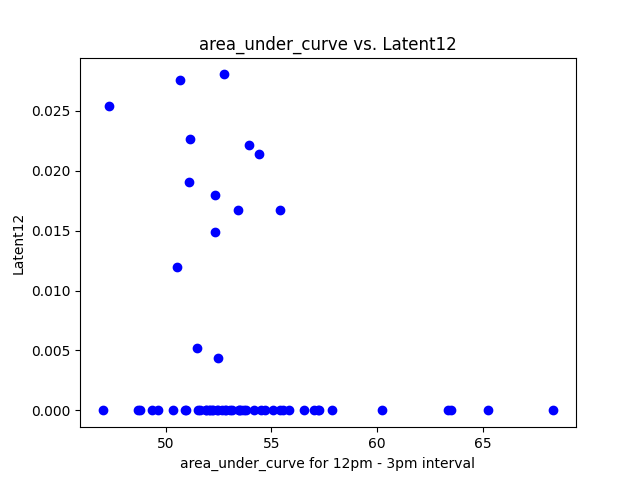 area_under_curve vs. Latent12
0.025
0.020
0.015
0.010
0.005
0.000
Latent12
50 55 60 65
area_under_curve for 12pm - 3pm interval